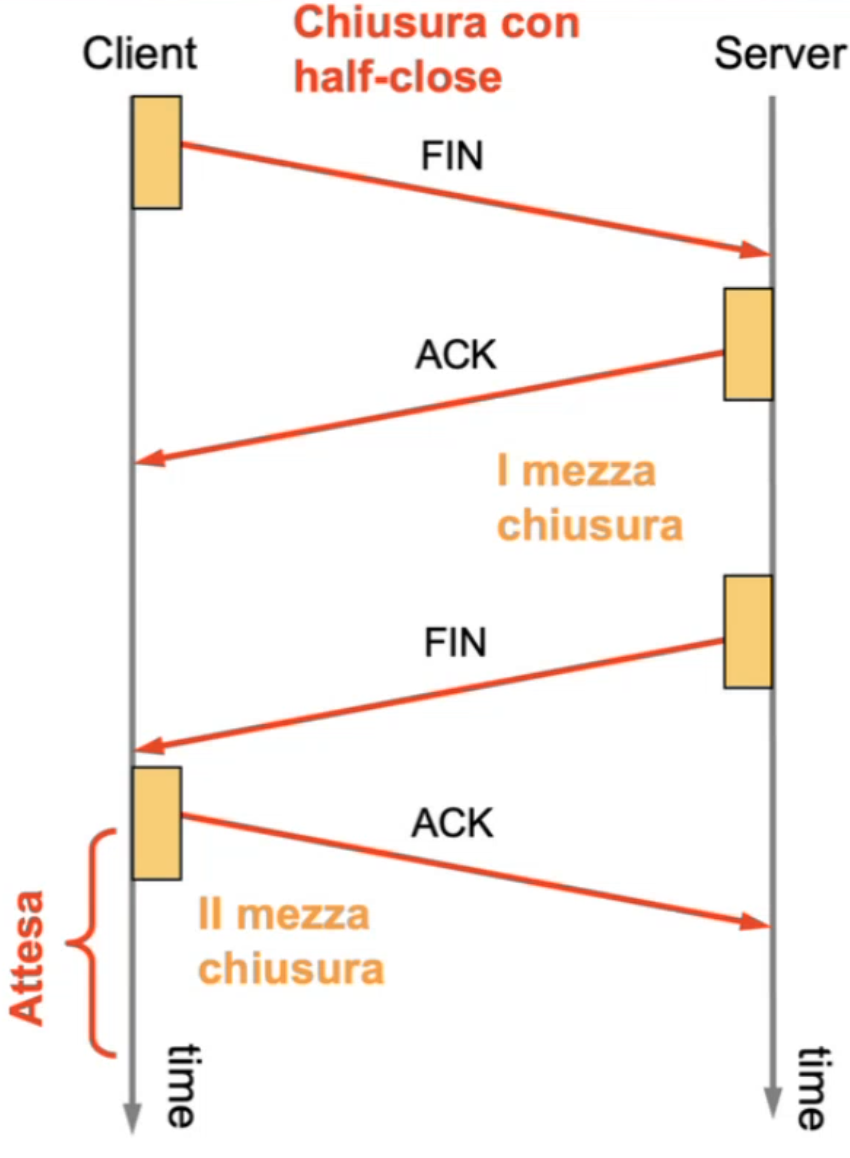 Client
Chiusura con
half-close
Server
FIN
ACK
I mezza
chiusura
FIN
ACK
II mezza
chiusura
Attesa
time
time